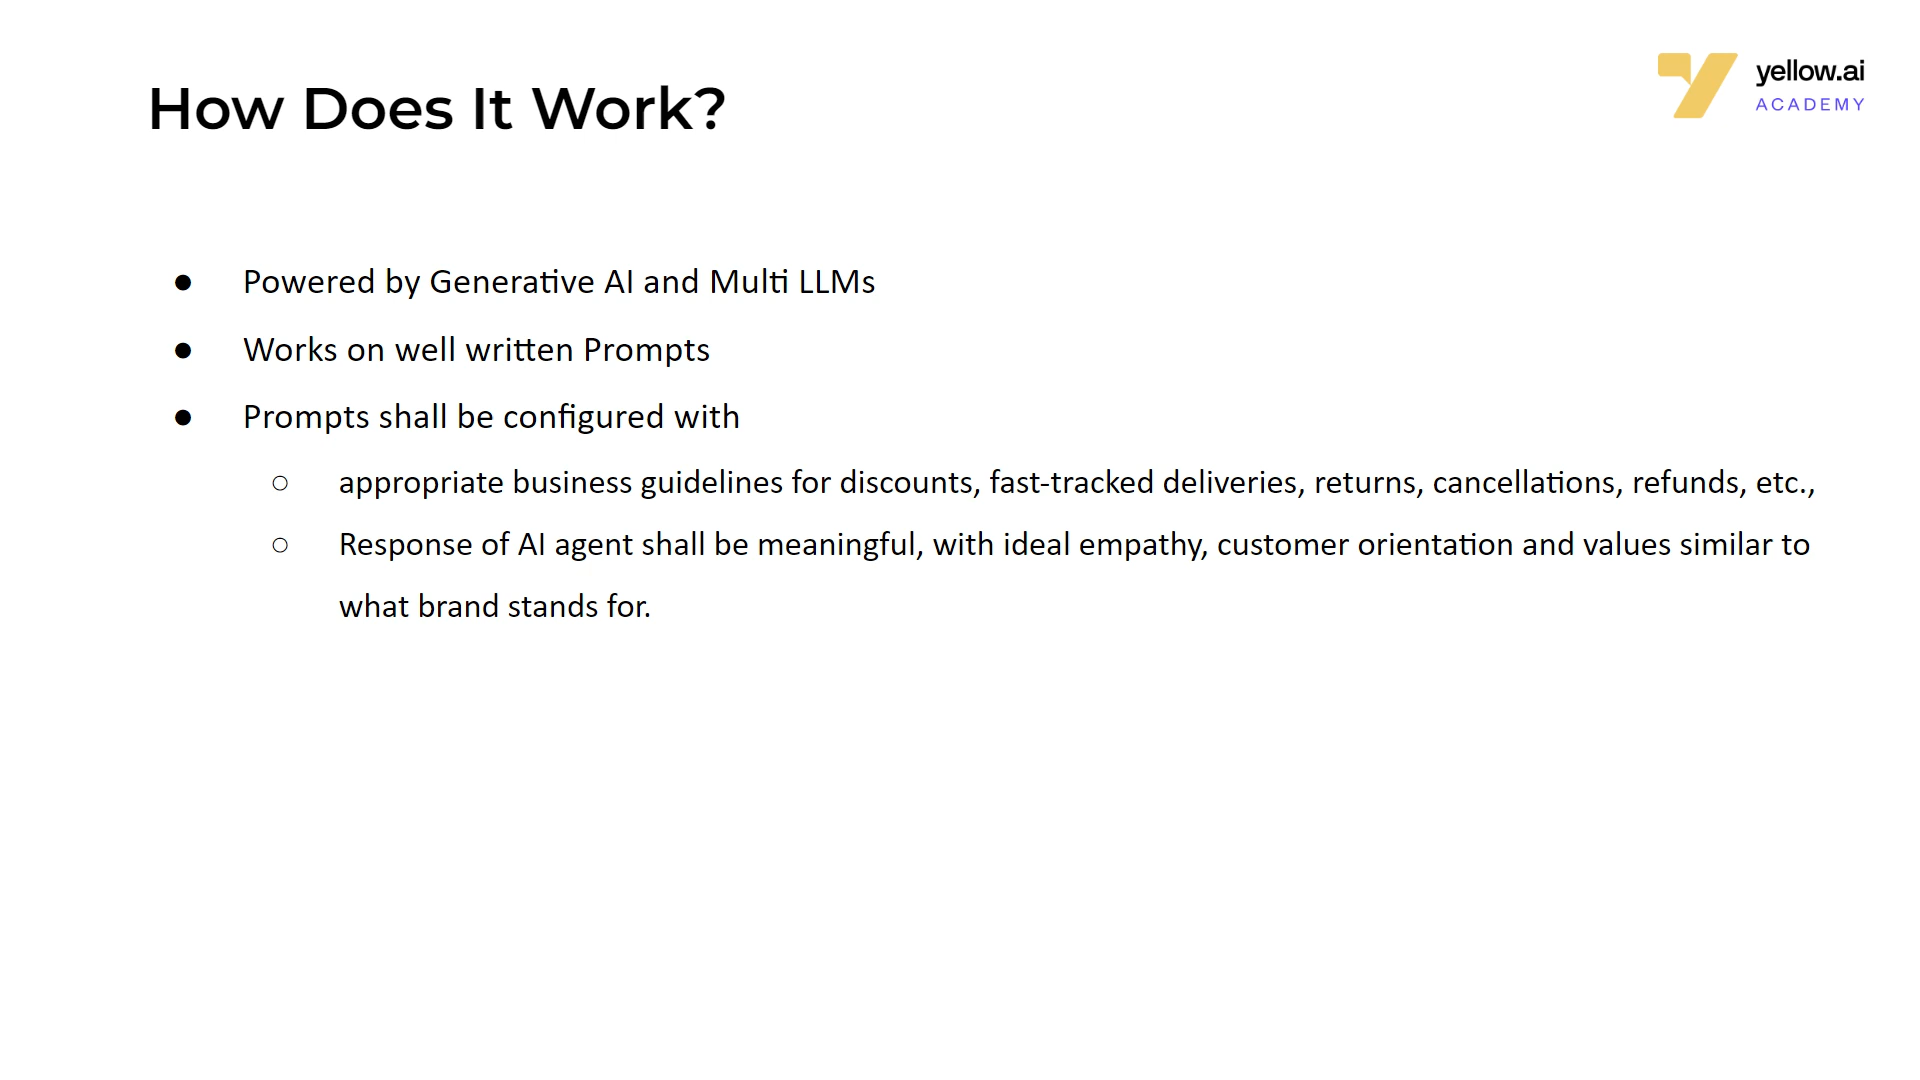 How Does It Work?
yellow.ai
ACADEMY
● Powered by Generative AI and Multi LLMs
● Works on well written Prompts
● Prompts shall be configured with
○ appropriate business guidelines for discounts, fast-tracked deliveries, returns, cancellations, refunds, etc.,
○ Response of AI agent shall be meaningful, with ideal empathy, customer orientation and values similar to
what brand stands for.